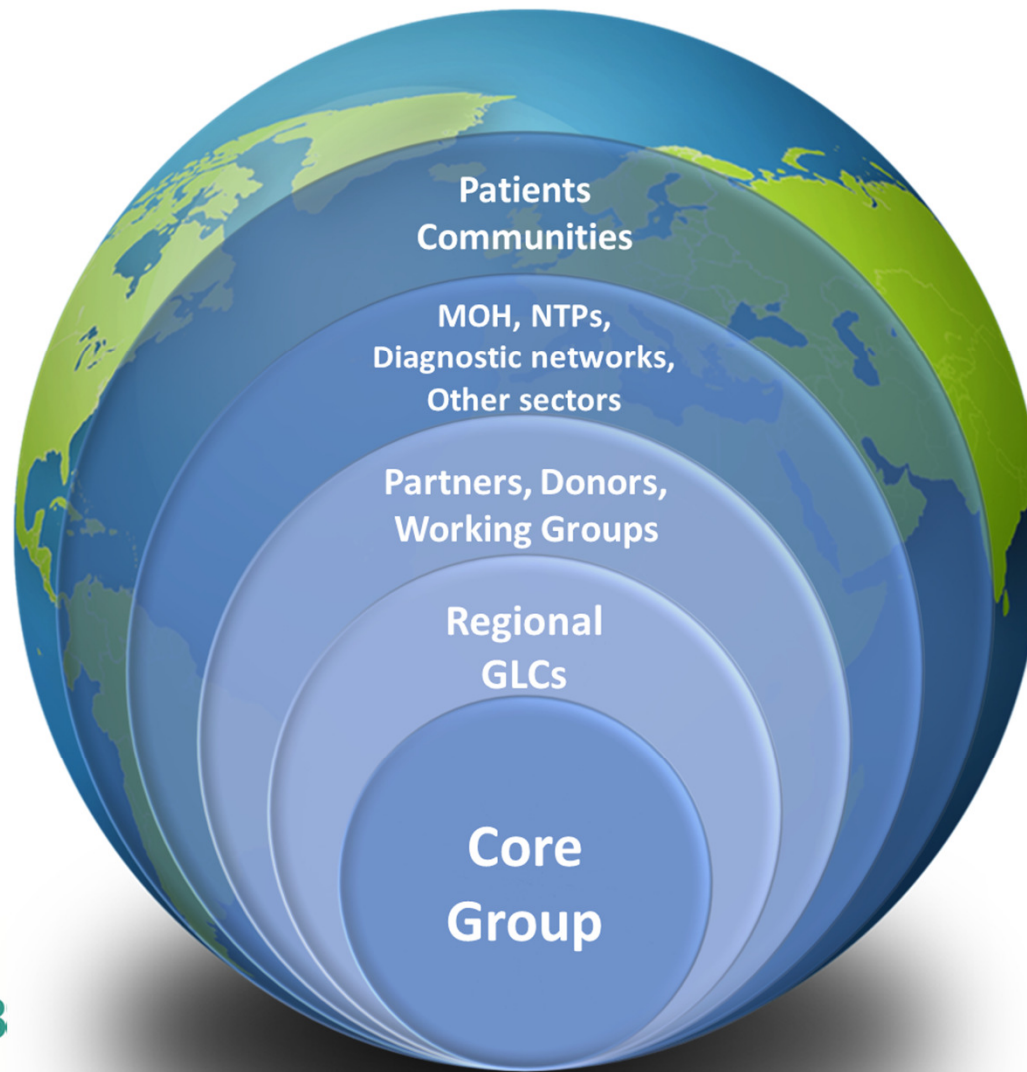 Patients
Communities
MOH, NTPs,
Diagnostic networks,
Other sectors
Partners, Donors,
Working Groups
Regional
GLCs
Core
Group